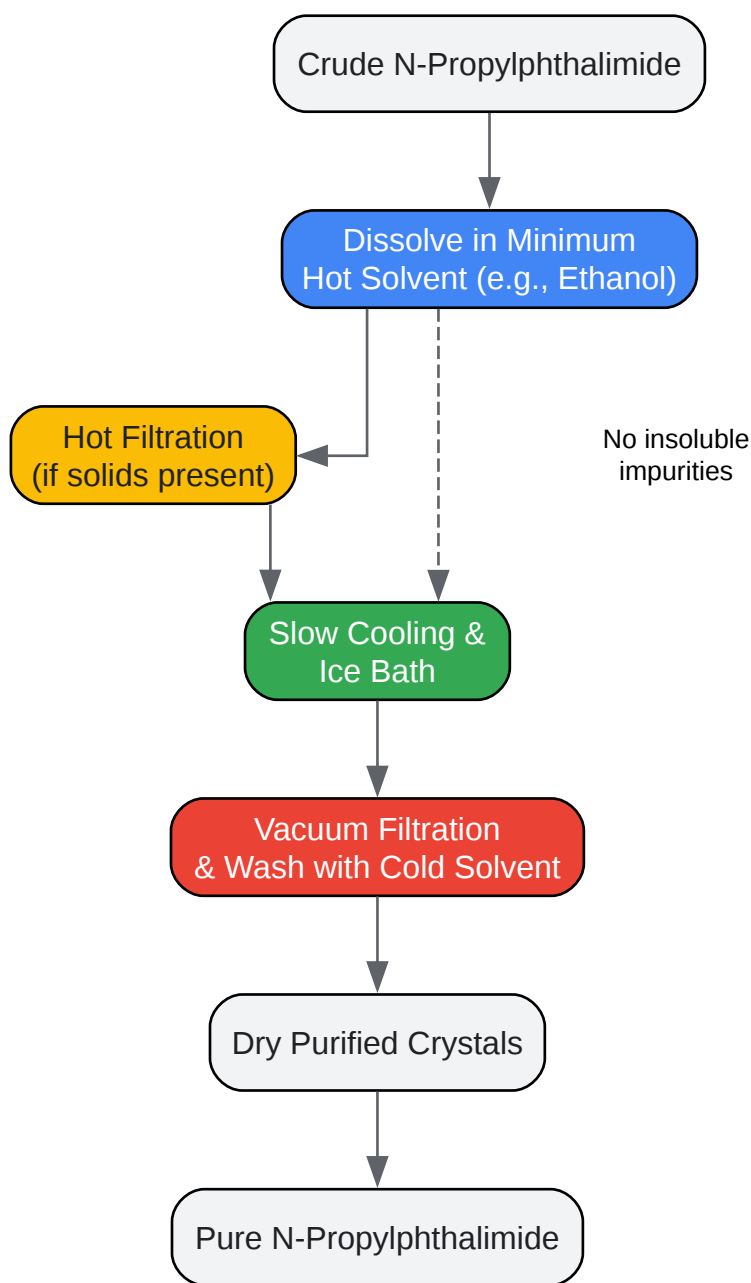 Crude N-Propylphthalimide
Dissolve in Minimum
Hot Solvent (e.g., Ethanol)
Hot Filtration
(if solids present)
No insoluble
impurities
Slow Cooling &
Ice Bath
Vacuum Filtration
& Wash with Cold Solvent
Dry Purified Crystals
Pure N-Propylphthalimide